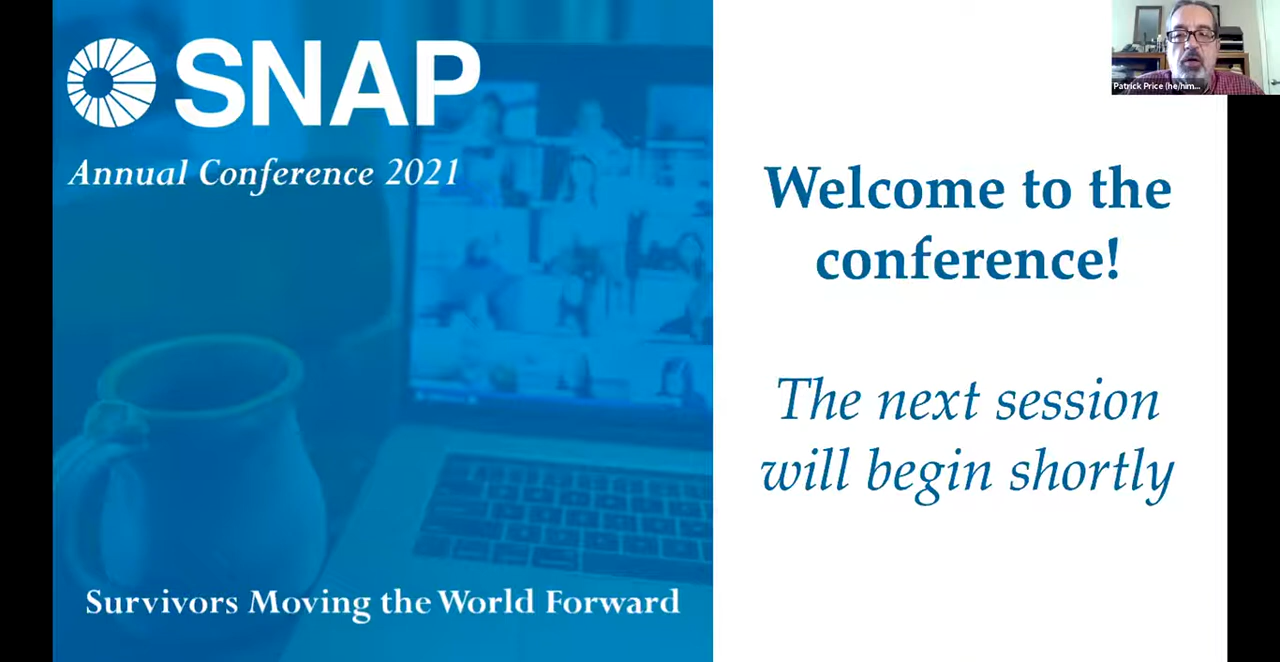 SNAP
Annual Conference 2021
Survivors Moving the World Forward
Welcome to the
conference!
The next session
will begin shortly
Patrick Price (he/him...